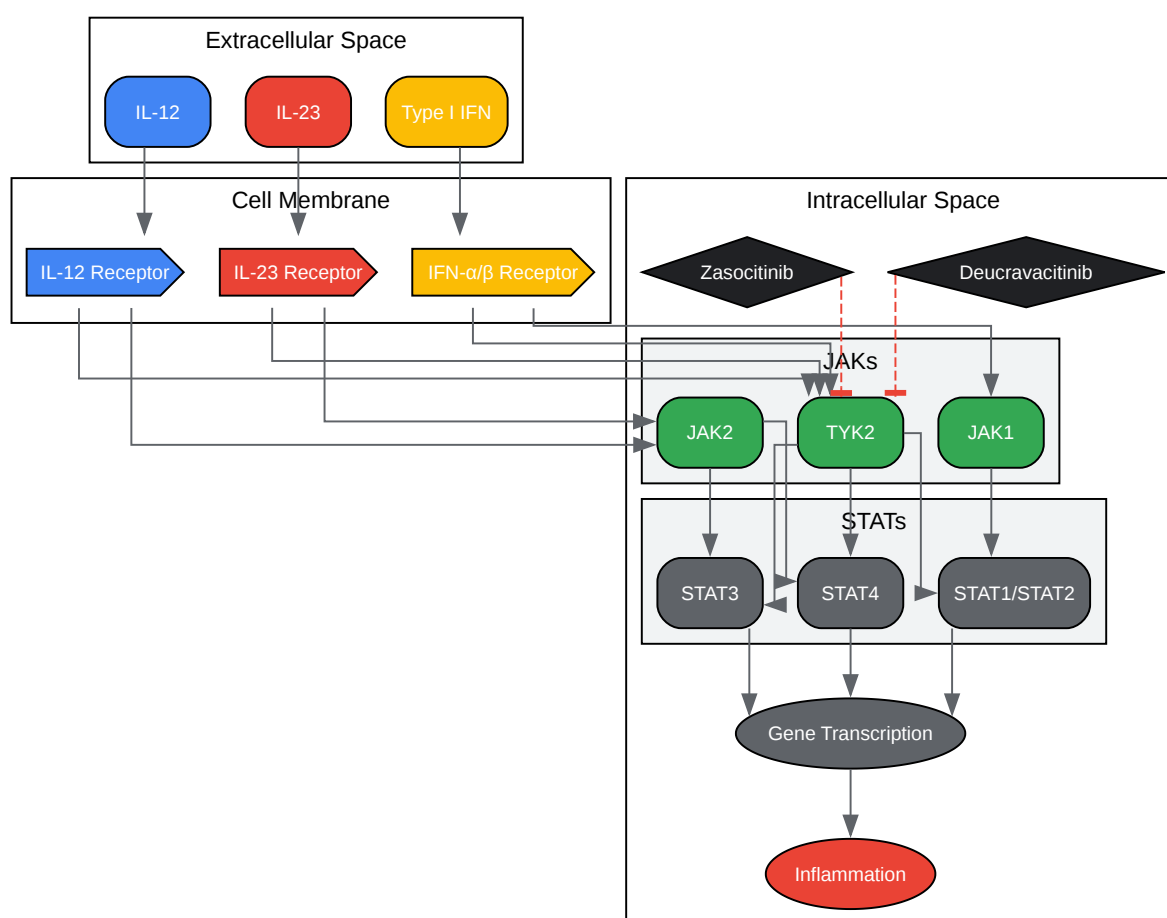 Extracellular Space
IL-12
IL-23
Type I IFN
Cell Membrane
IL-12 Receptor
IL-23 Receptor
IFN-α/β Receptor
Intracellular Space
Zasocitinib
Deucravacitinib
JAKs
JAK2
TYK2
JAK1
STATs
STAT3
STAT4
STAT1/STAT2
Gene Transcription
Inflammation